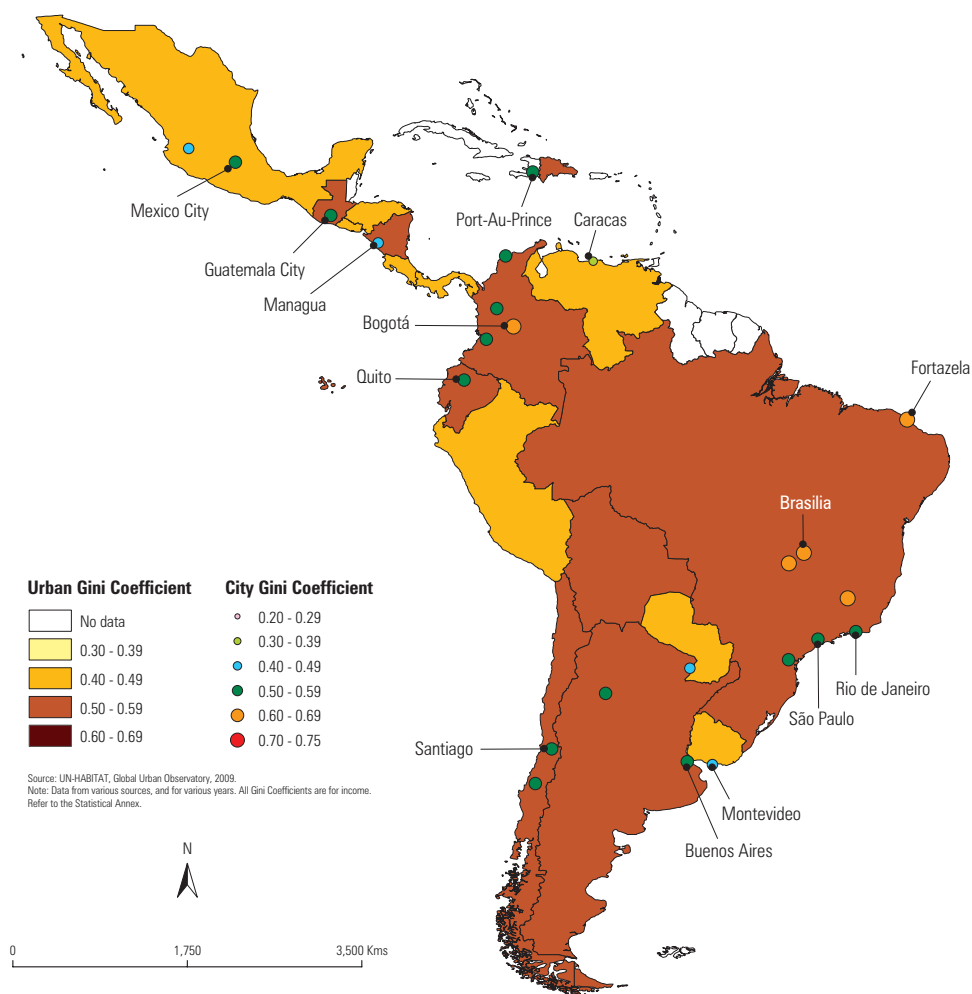 Mexico City
Port-Au-Prince
Caracas
Guatemala City
Managua
Bogotá
Quito
Fortazela
Brasilia
Urban Gini Coefficient
No data
0.30 - 0.39
0.40 - 0.49
0.50 - 0.59
0.60 - 0.69
City Gini Coefficient
0.20 - 0.29
0.30 - 0.39
0.40 - 0.49
0.50 - 0.59
0.60 - 0.69
0.70 - 0.75
Rio de Janeiro
São Paulo
Santiago
Montevideo
Buenos Aires
Source: UN-HABITAT, Global Urban Observatory, 2009.
Note: Data from various sources, and for various years. All Gini Coefficients are for income.
Refer to the Statistical Annex.
N
0 1,750 3,500 Kms